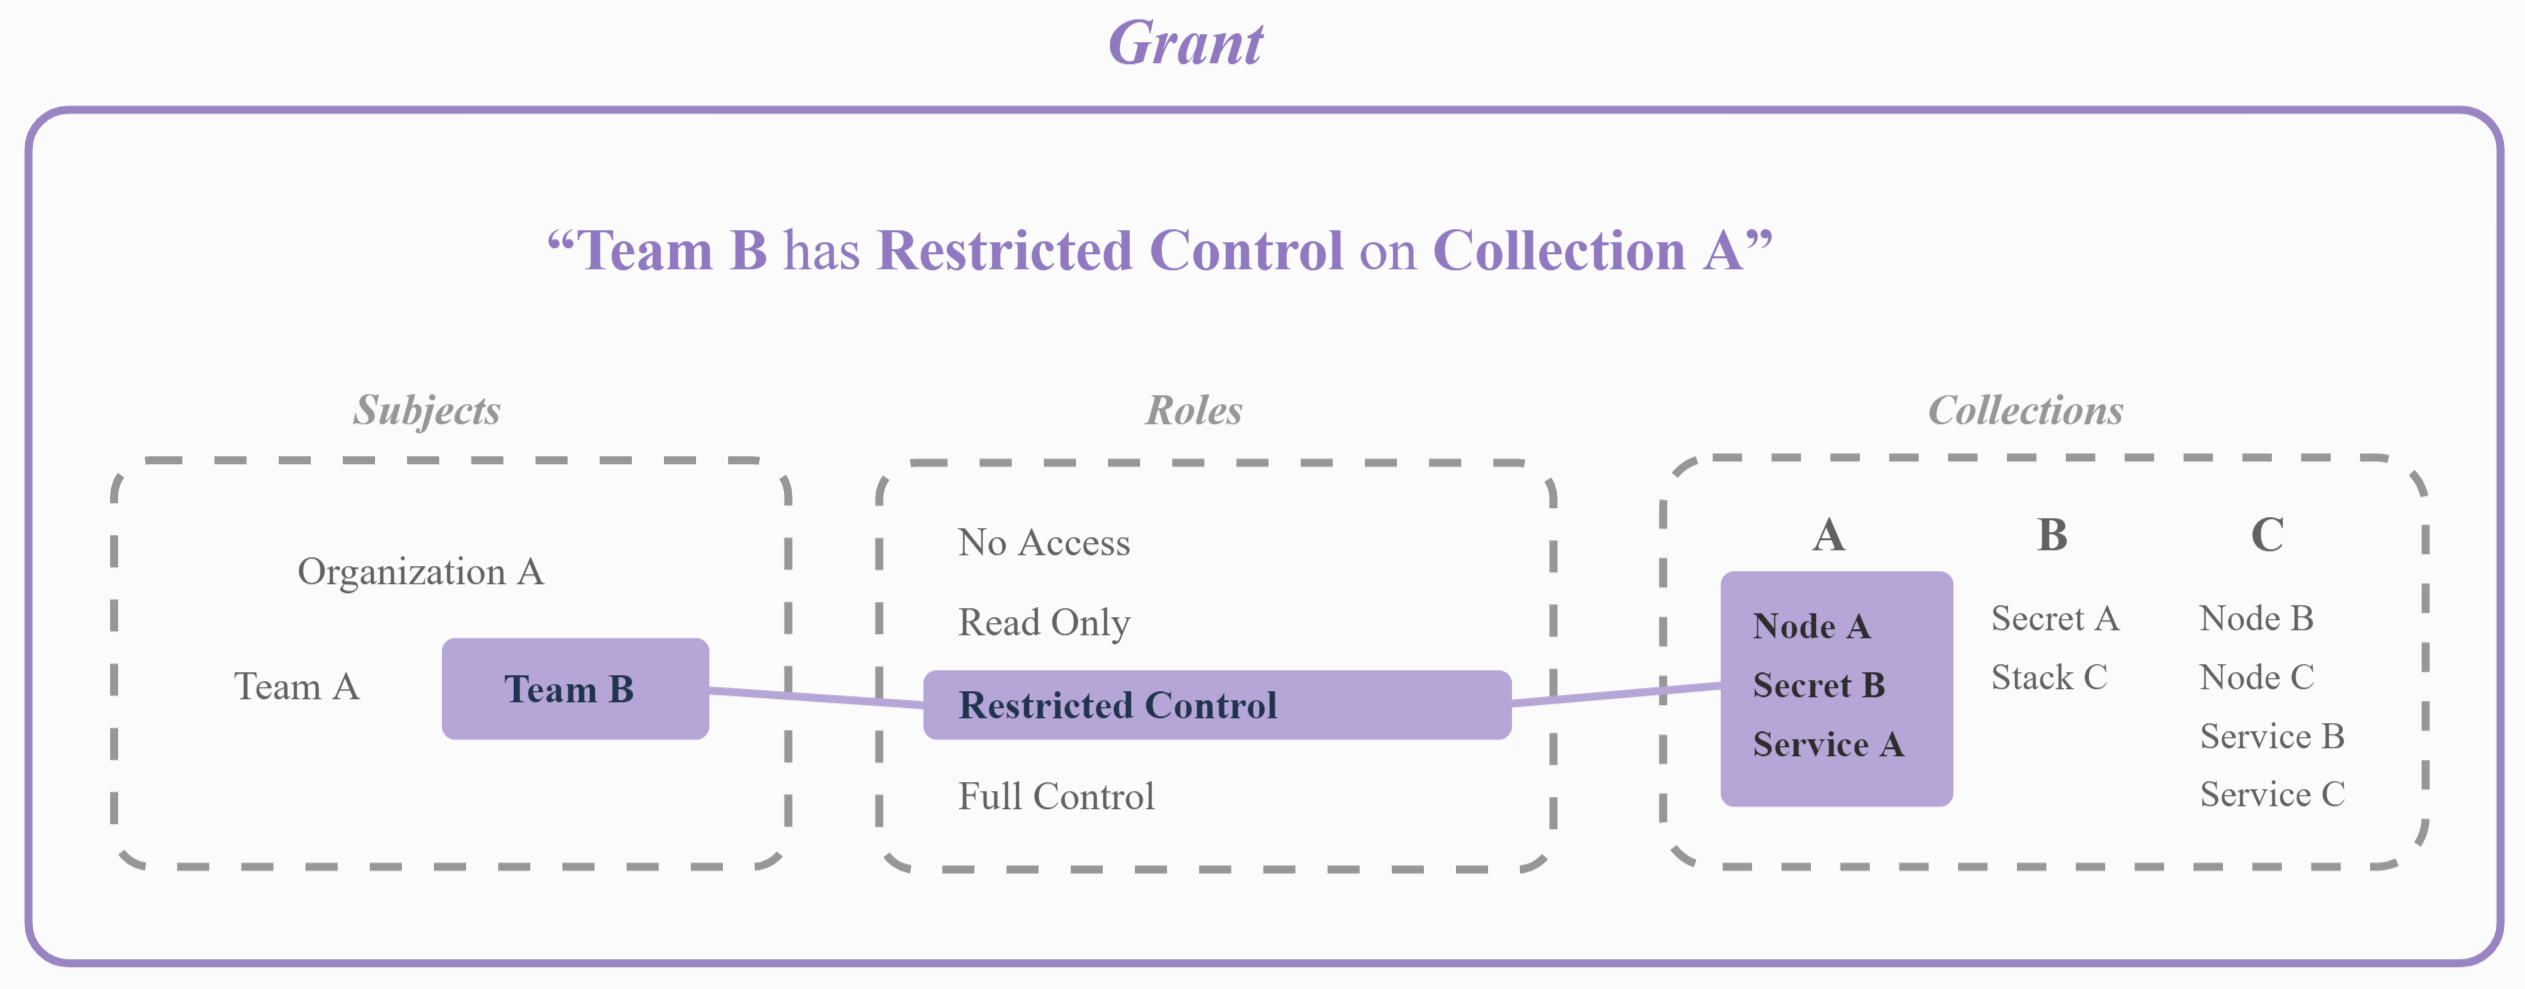 Grant
“Team B has Restricted Control on Collection A”
Subjects
Organization A
Team A
Team B
Roles
No Access
Read Only
Restricted Control
Full Control
Collections
A
Node A
Secret B
Service A
B
Secret A
Stack C
C
Node B
Node C
Service B
Service C